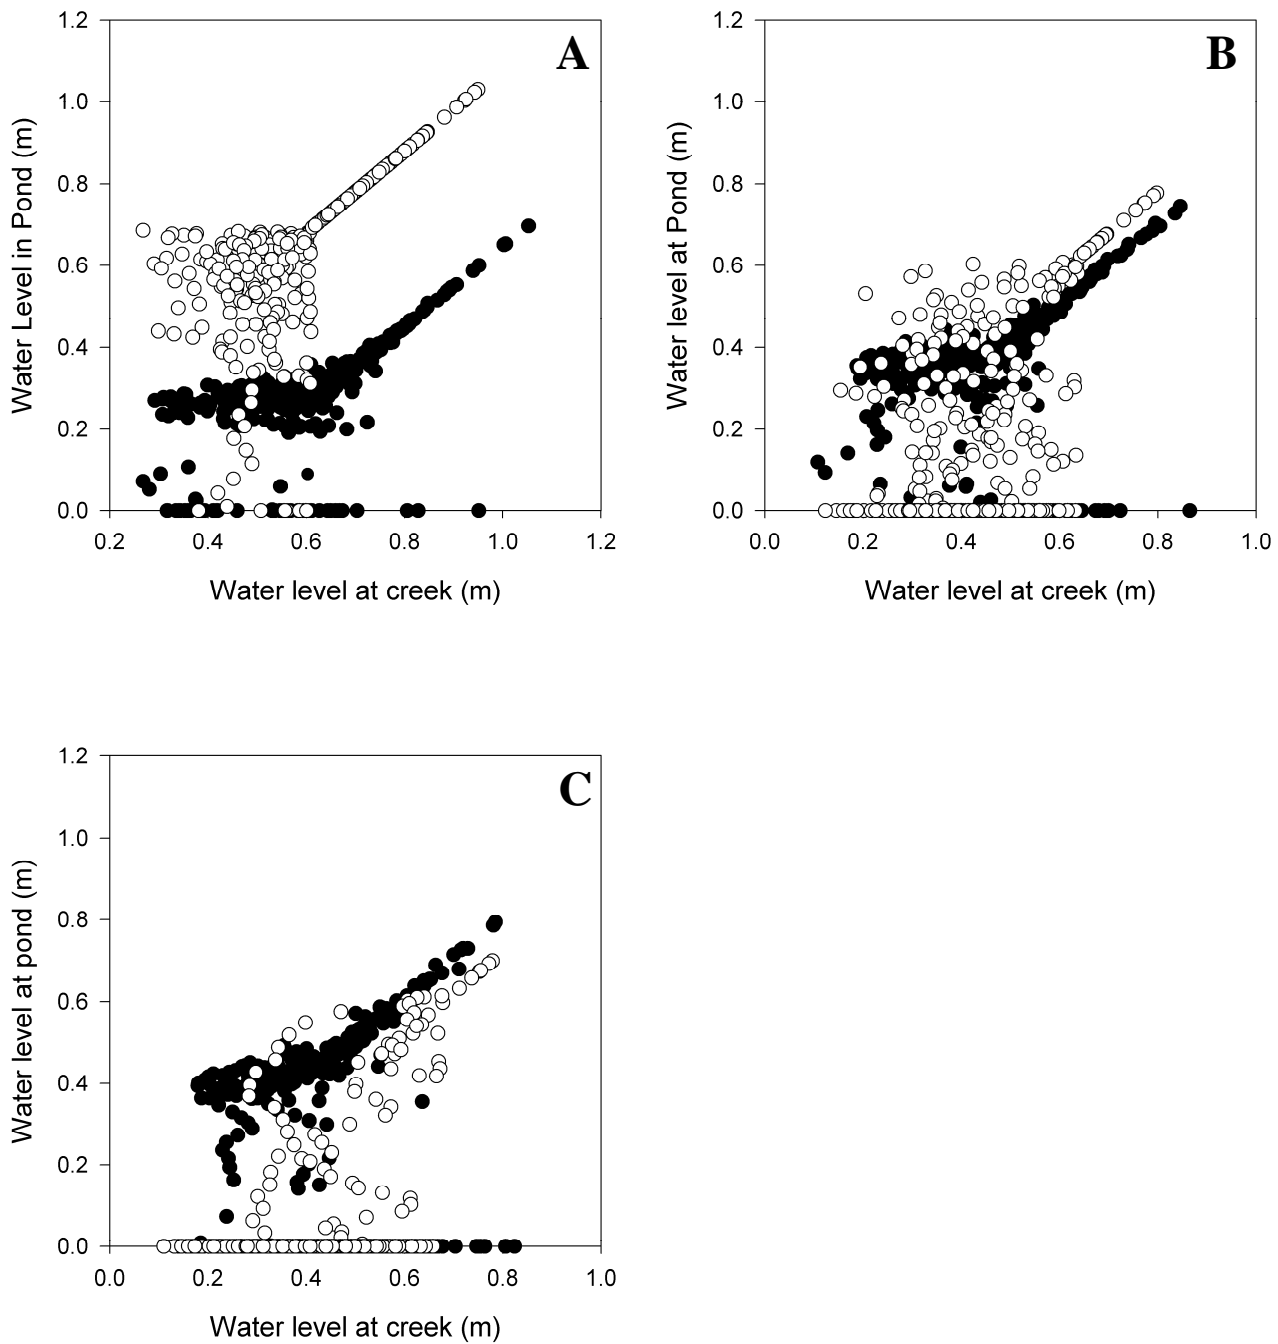 A
Water Level in Pond (m)
1.2
1.0
0.8
0.6
0.4
0.2
0.0
0.2 0.4 0.6 0.8 1.0 1.2
Water level at creek (m)
B
Water level at Pond (m)
1.2
1.0
0.8
0.6
0.4
0.2
0.0
0.0 0.2 0.4 0.6 0.8 1.0
Water level at creek (m)
C
Water level at pond (m)
1.2
1.0
0.8
0.6
0.4
0.2
0.0
0.0 0.2 0.4 0.6 0.8 1.0
Water level at creek (m)